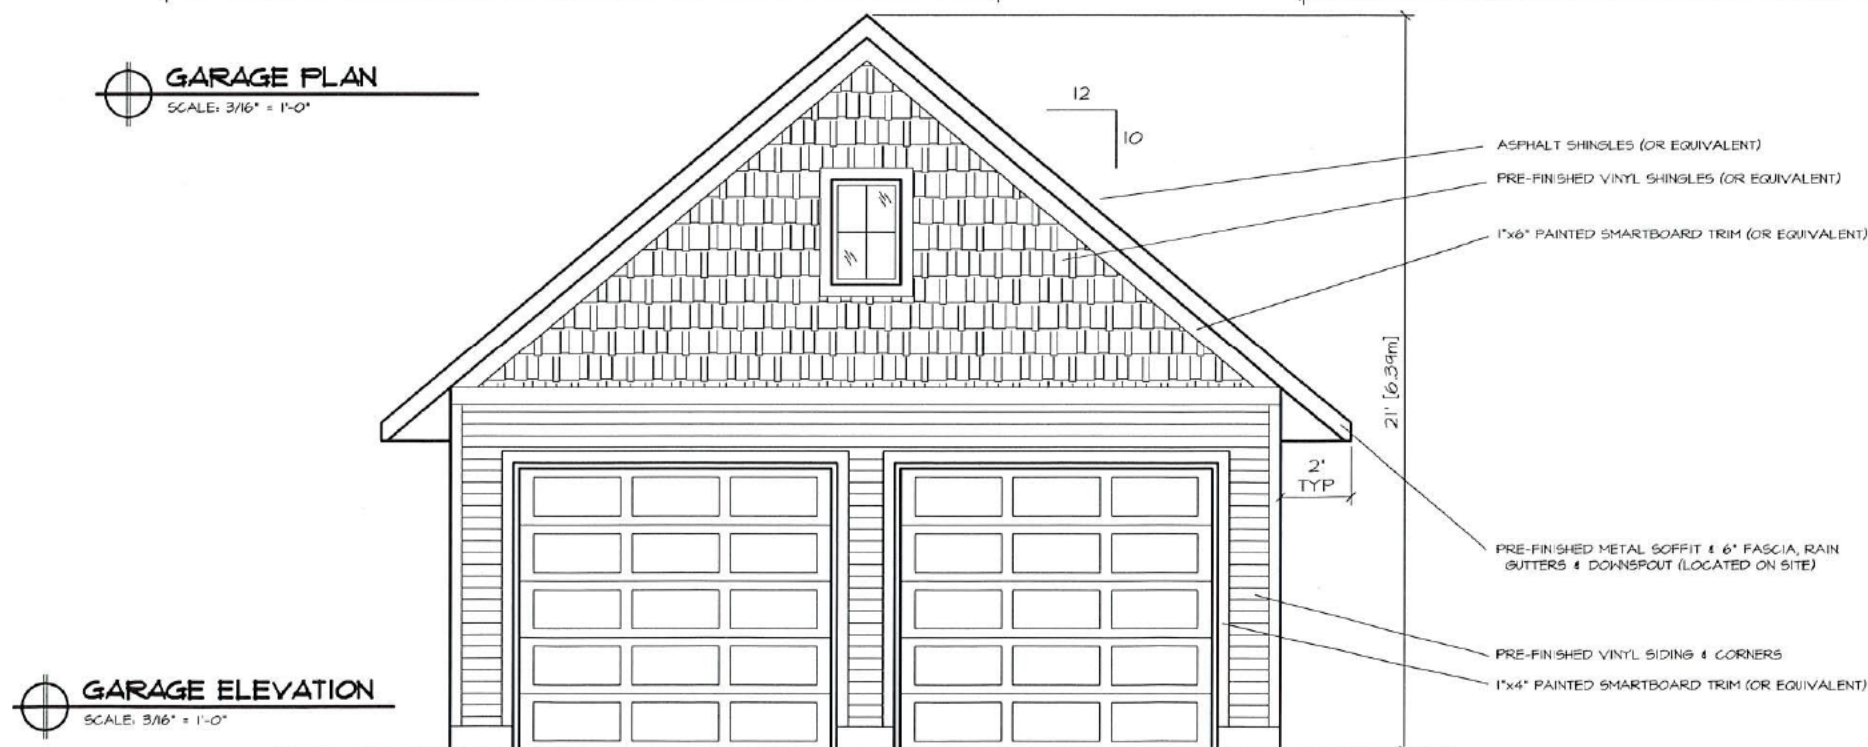 GARAGE PLAN
SCALE: 3/16" = 1'-0"
12
10
ASPHALT SHINGLES (OR EQUIVALENT)
PRE-FINISHED VINYL SHINGLES (OR EQUIVALENT)
1"x6" PAINTED SMARTBOARD TRIM (OR EQUIVALENT)
21' [6.39m]
2'
TYP
PRE-FINISHED METAL SOFFIT & 6" FASCIA, RAIN
GUTTERS & DOWNSPOUT (LOCATED ON SITE)
PRE-FINISHED VINYL SIDING & CORNERS
1"x4" PAINTED SMARTBOARD TRIM (OR EQUIVALENT)
GARAGE ELEVATION
SCALE: 3/16" = 1'-0"